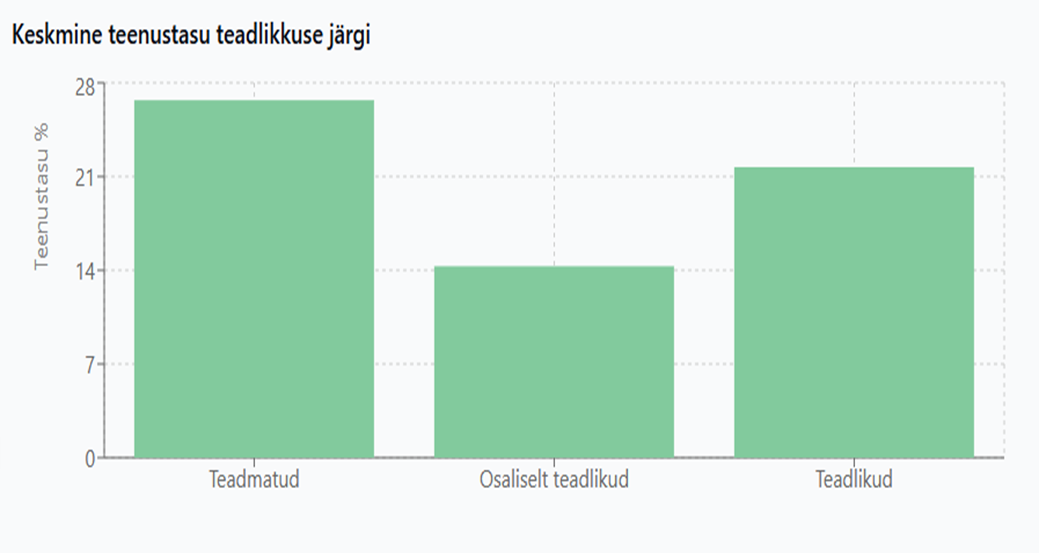 Keskmine teenustasu teadlikkuse järgi
Teenustasu %
28
21
14
7
0
Teadmatud
Osaliselt teadlikud
Teadlikud